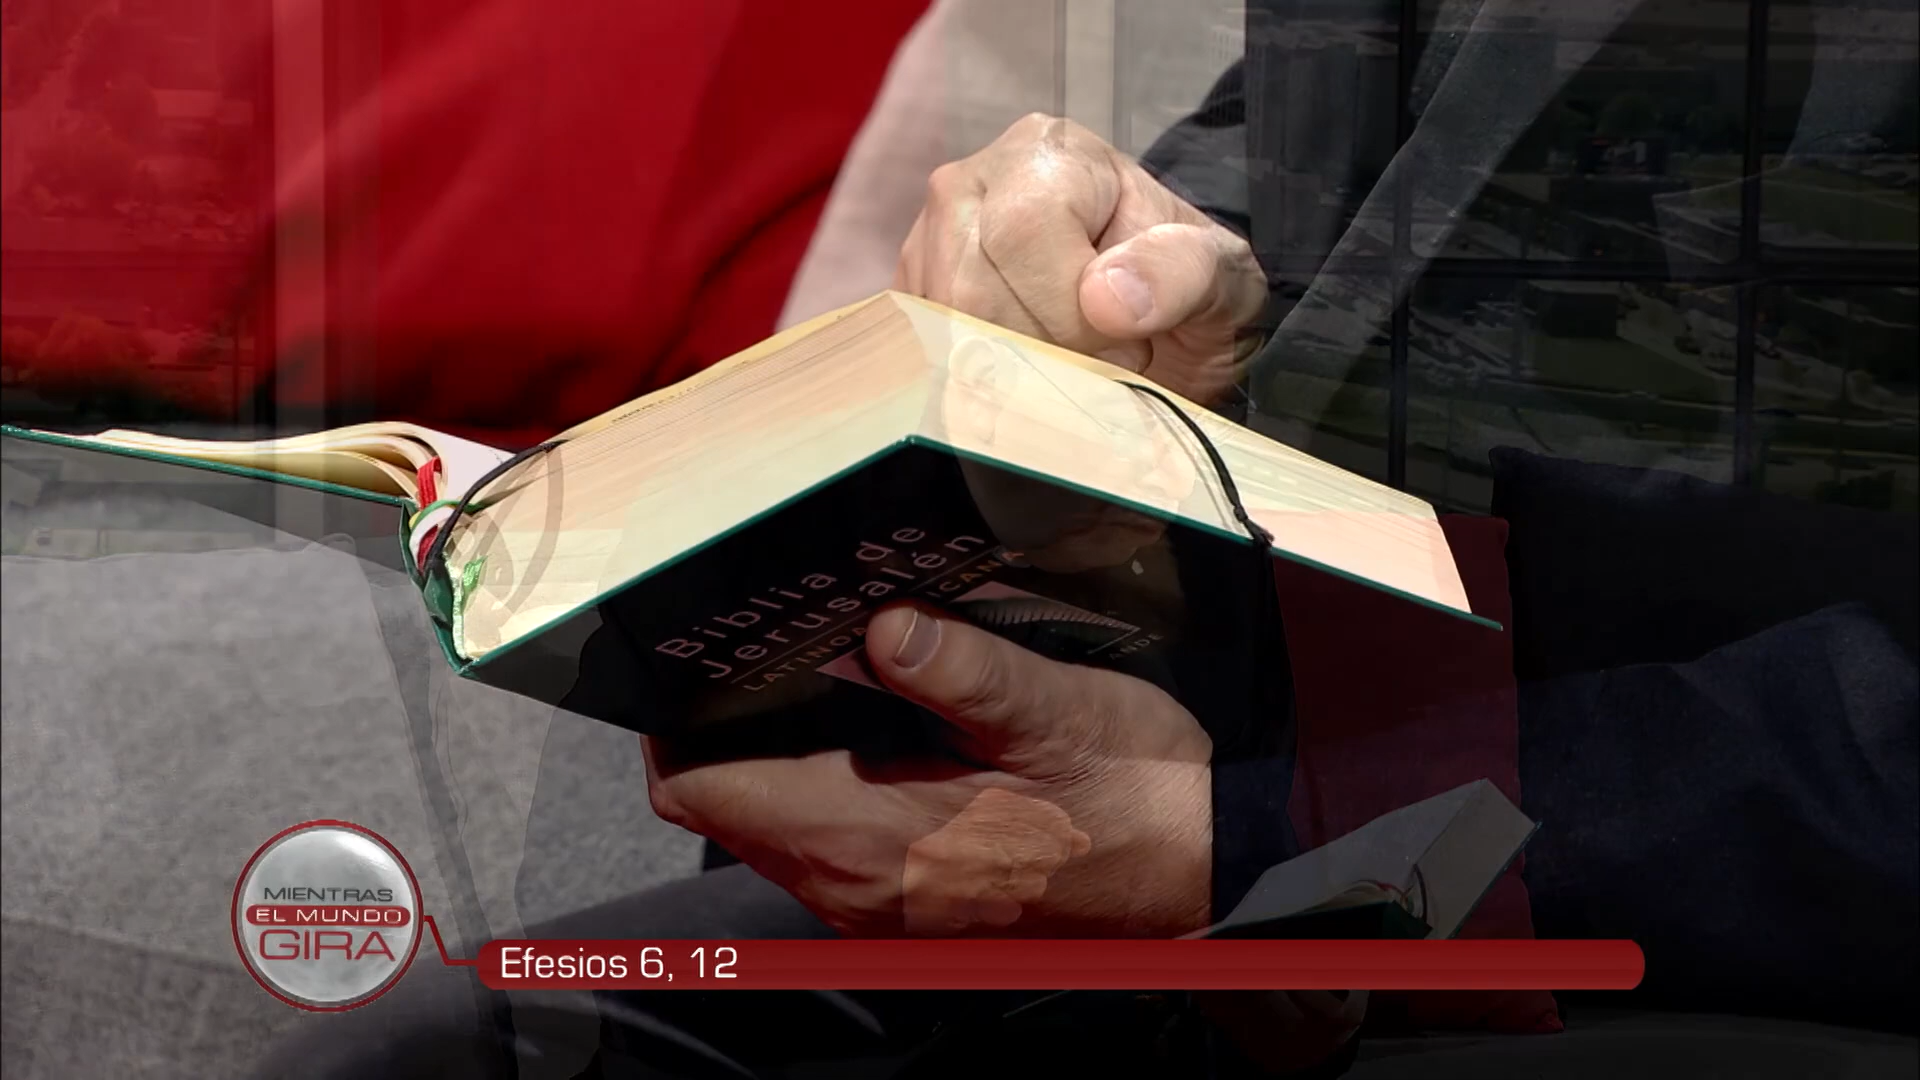 Biblia de
Jerusalén
MIENTRAS
EL MUNDO
GIRA
Efesios 6, 12